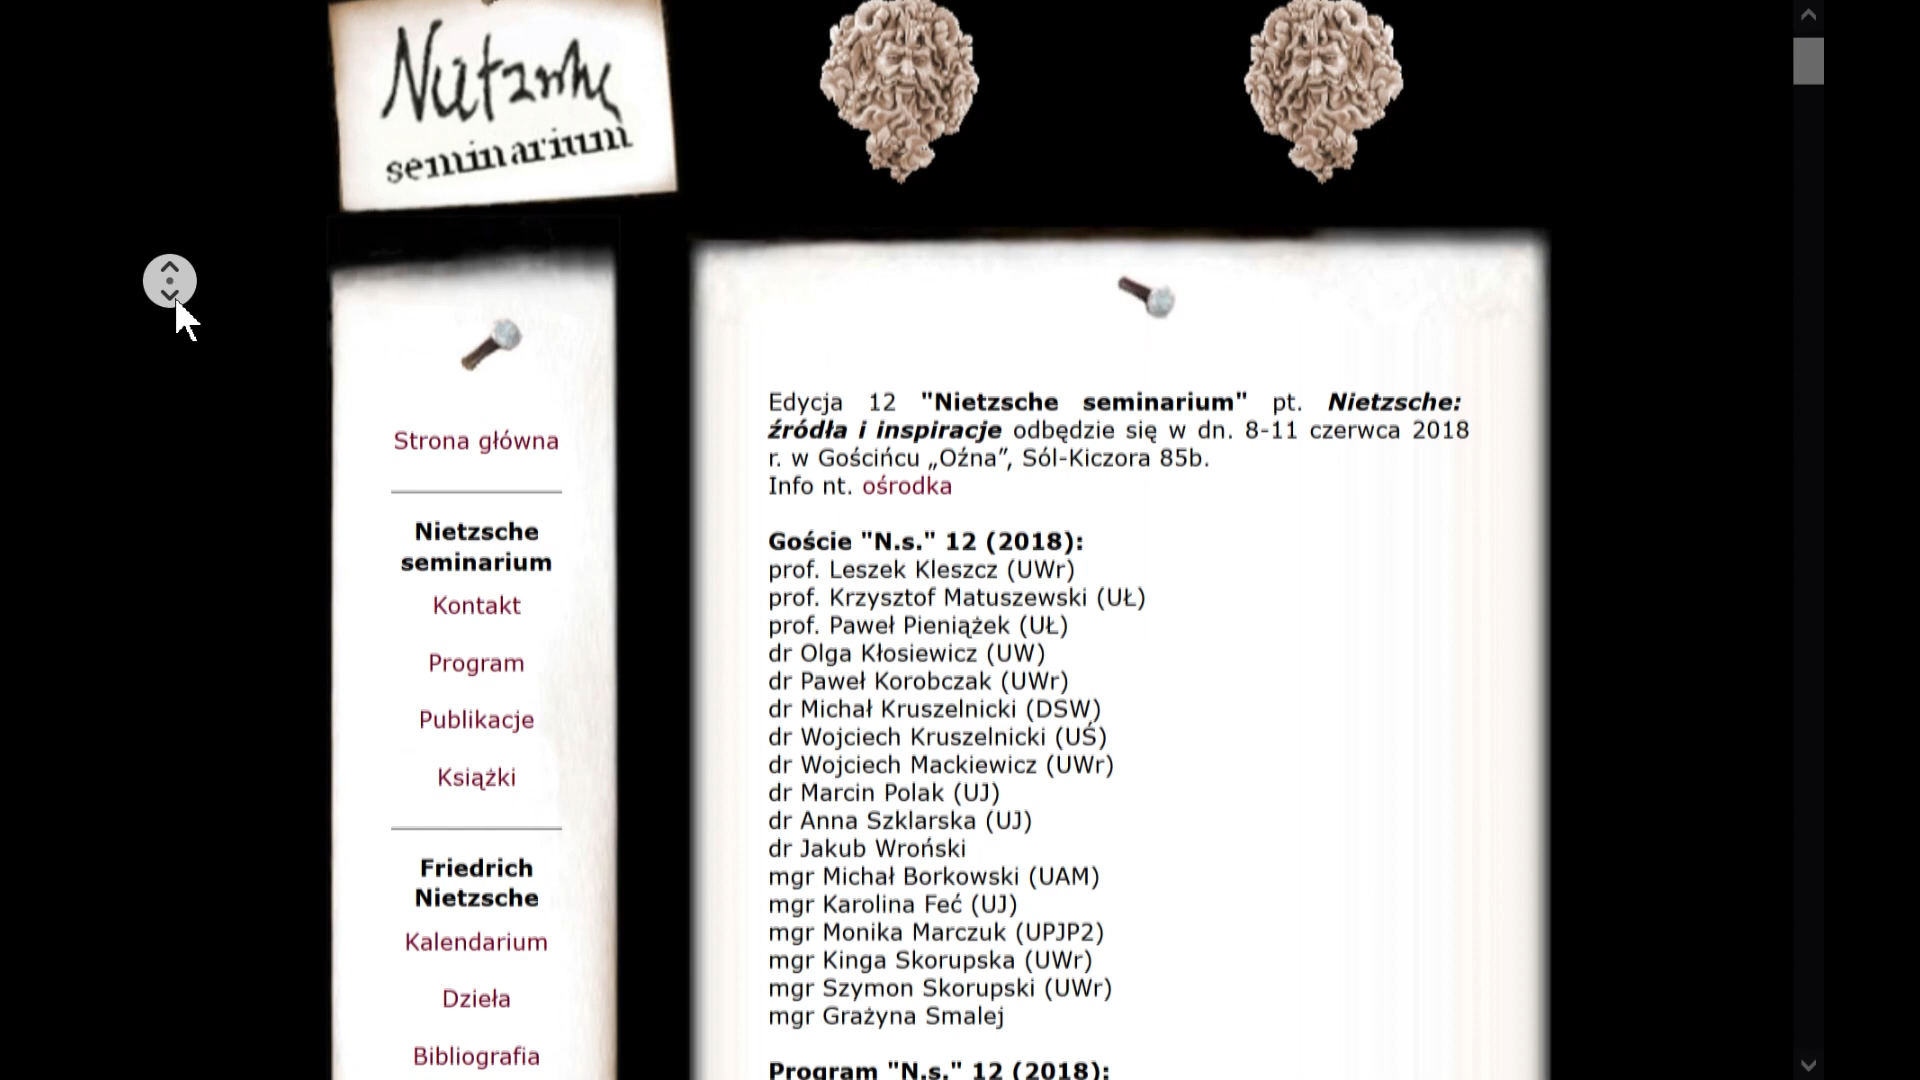 Nietzsche
seminarium
Strona główna
Nietzsche
seminarium
Kontakt
Program
Publikacje
Książki
Friedrich
Nietzsche
Kalendarium
Dzieła
Bibliografia
Edycja 12 "Nietzsche seminarium" pt. Nietzsche:
źródła i inspiracje odbędzie się w dn. 8-11 czerwca 2018
r. w Gościńcu „Oźna”, Sól-Kiczora 85b.
Info nt. ośrodka
Goście "N.s." 12 (2018):
prof. Leszek Kleszcz (UWr)
prof. Krzysztof Matuszewski (UŁ)
prof. Paweł Pieniążek (UŁ)
dr Olga Kłosiewicz (UW)
dr Paweł Korobczak (UWr)
dr Michał Kruszelnicki (DSW)
dr Wojciech Kruszelnicki (UŚ)
dr Wojciech Mackiewicz (UWr)
dr Marcin Polak (UJ)
dr Anna Szklarska (UJ)
dr Jakub Wroński
mgr Michał Borkowski (UAM)
mgr Karolina Feć (UJ)
mgr Monika Marczuk (UPJP2)
mgr Kinga Skorupska (UWr)
mgr Szymon Skorupski (UWr)
mgr Grażyna Smalej
Program "N.s." 12 (2018):